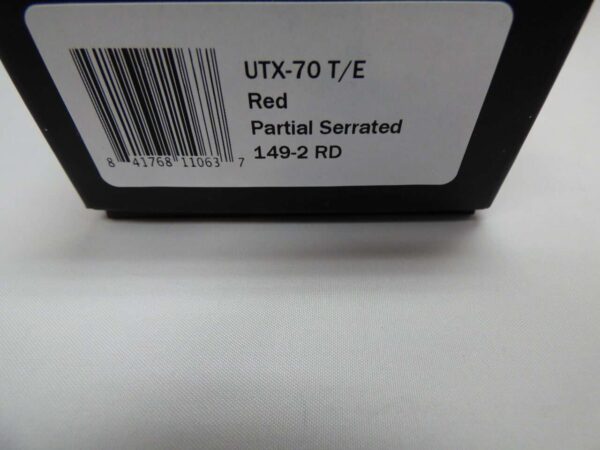 UTX-70 T/E
Red
Partial Serrated
149-2 RD
8 41768 11063 7